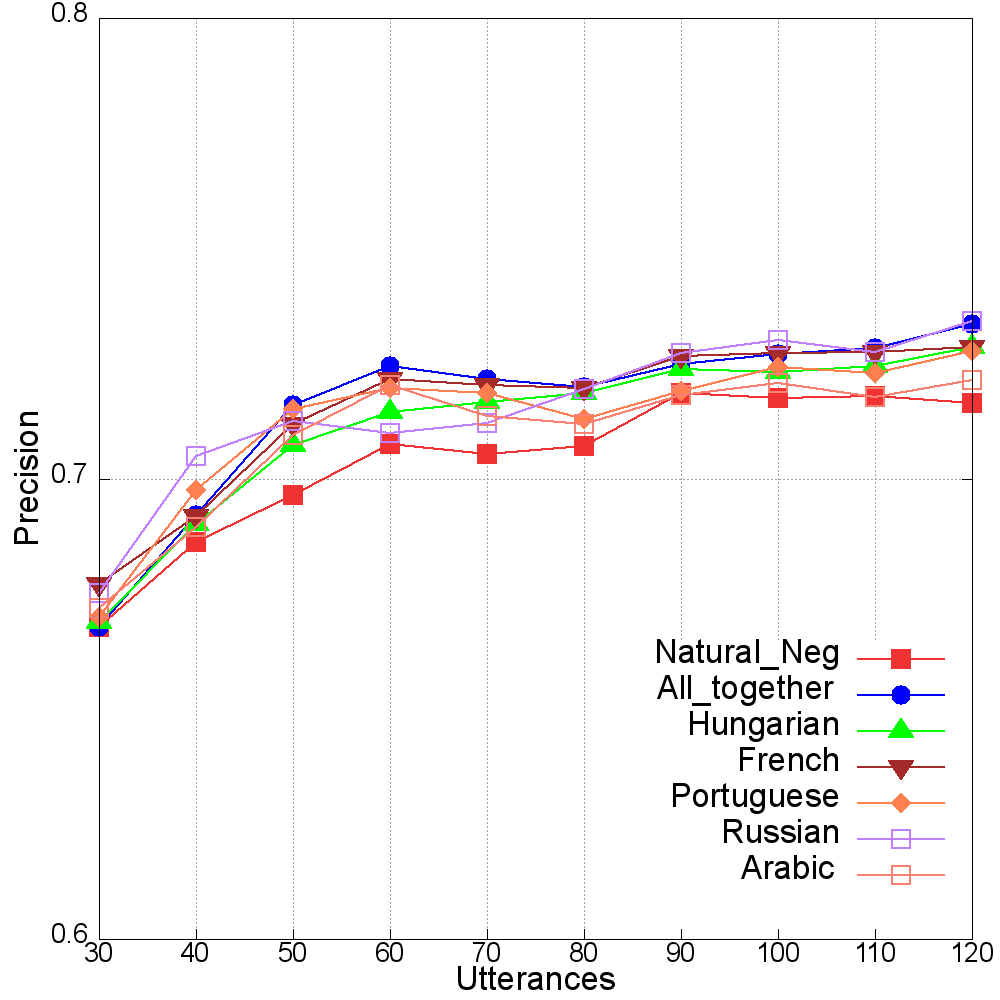 0.8
0.7
0.6
Precision
Natural_Neg
All_together
Hungarian
French
Portuguese
Russian
Arabic
30 40 50 60 70 80 90 100 110 120
Utterances